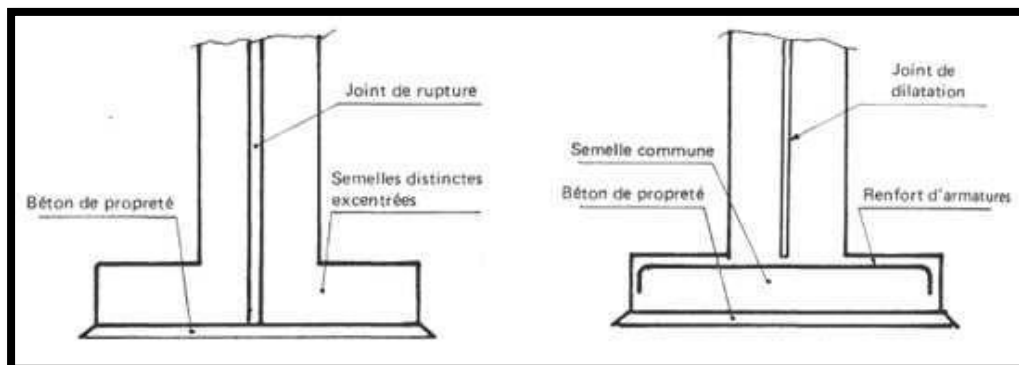 Joint de rupture
Semelles distinctes
excentrées
Béton de propreté
Joint de
dilatation
Semelle commune
Béton de propreté
Renfort d'armatures